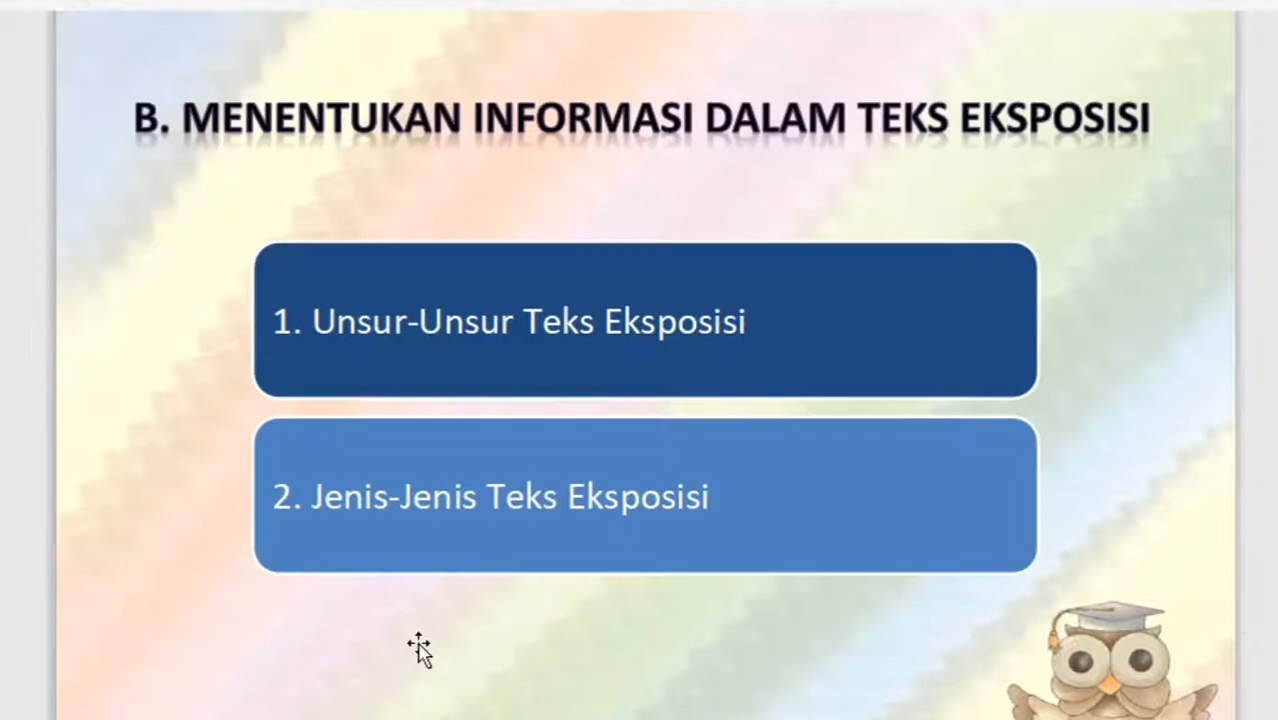 B. MENENTUKAN INFORMASI DALAM TEKS EKSPOSISI
1. Unsur-Unsur Teks Eksposisi
2. Jenis-Jenis Teks Eksposisi